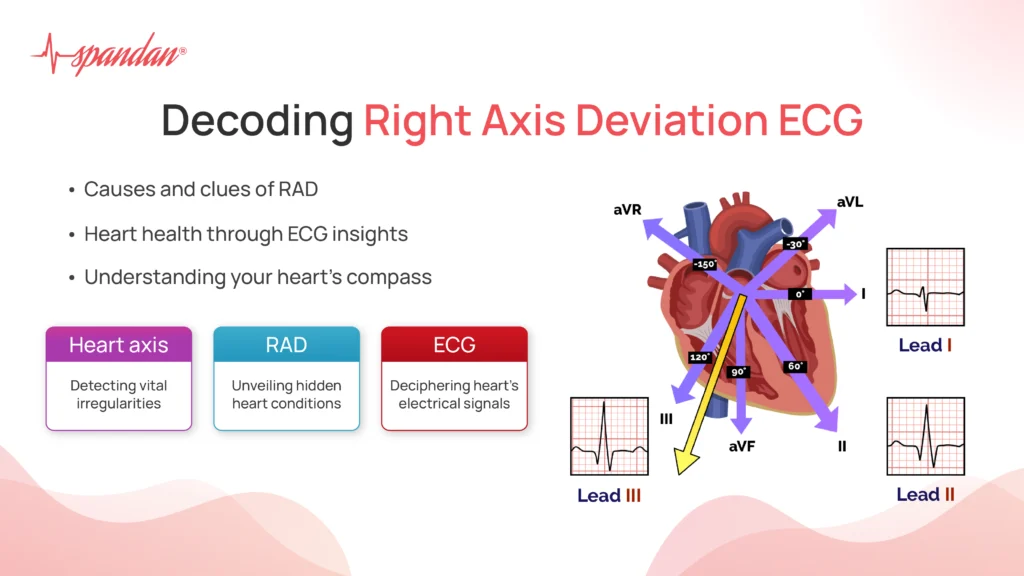 spandan®
Decoding Right Axis Deviation ECG
• Causes and clues of RAD
• Heart health through ECG insights
• Understanding your heart's compass
Heart axis
Detecting vital
irregularities
RAD
Unveiling hidden
heart conditions
ECG
Deciphering heart's
electrical signals
aVR
aVL
-150°
-30°
0°
I
120°
90°
60°
III
aVF
II
Lead I
Lead III
Lead II